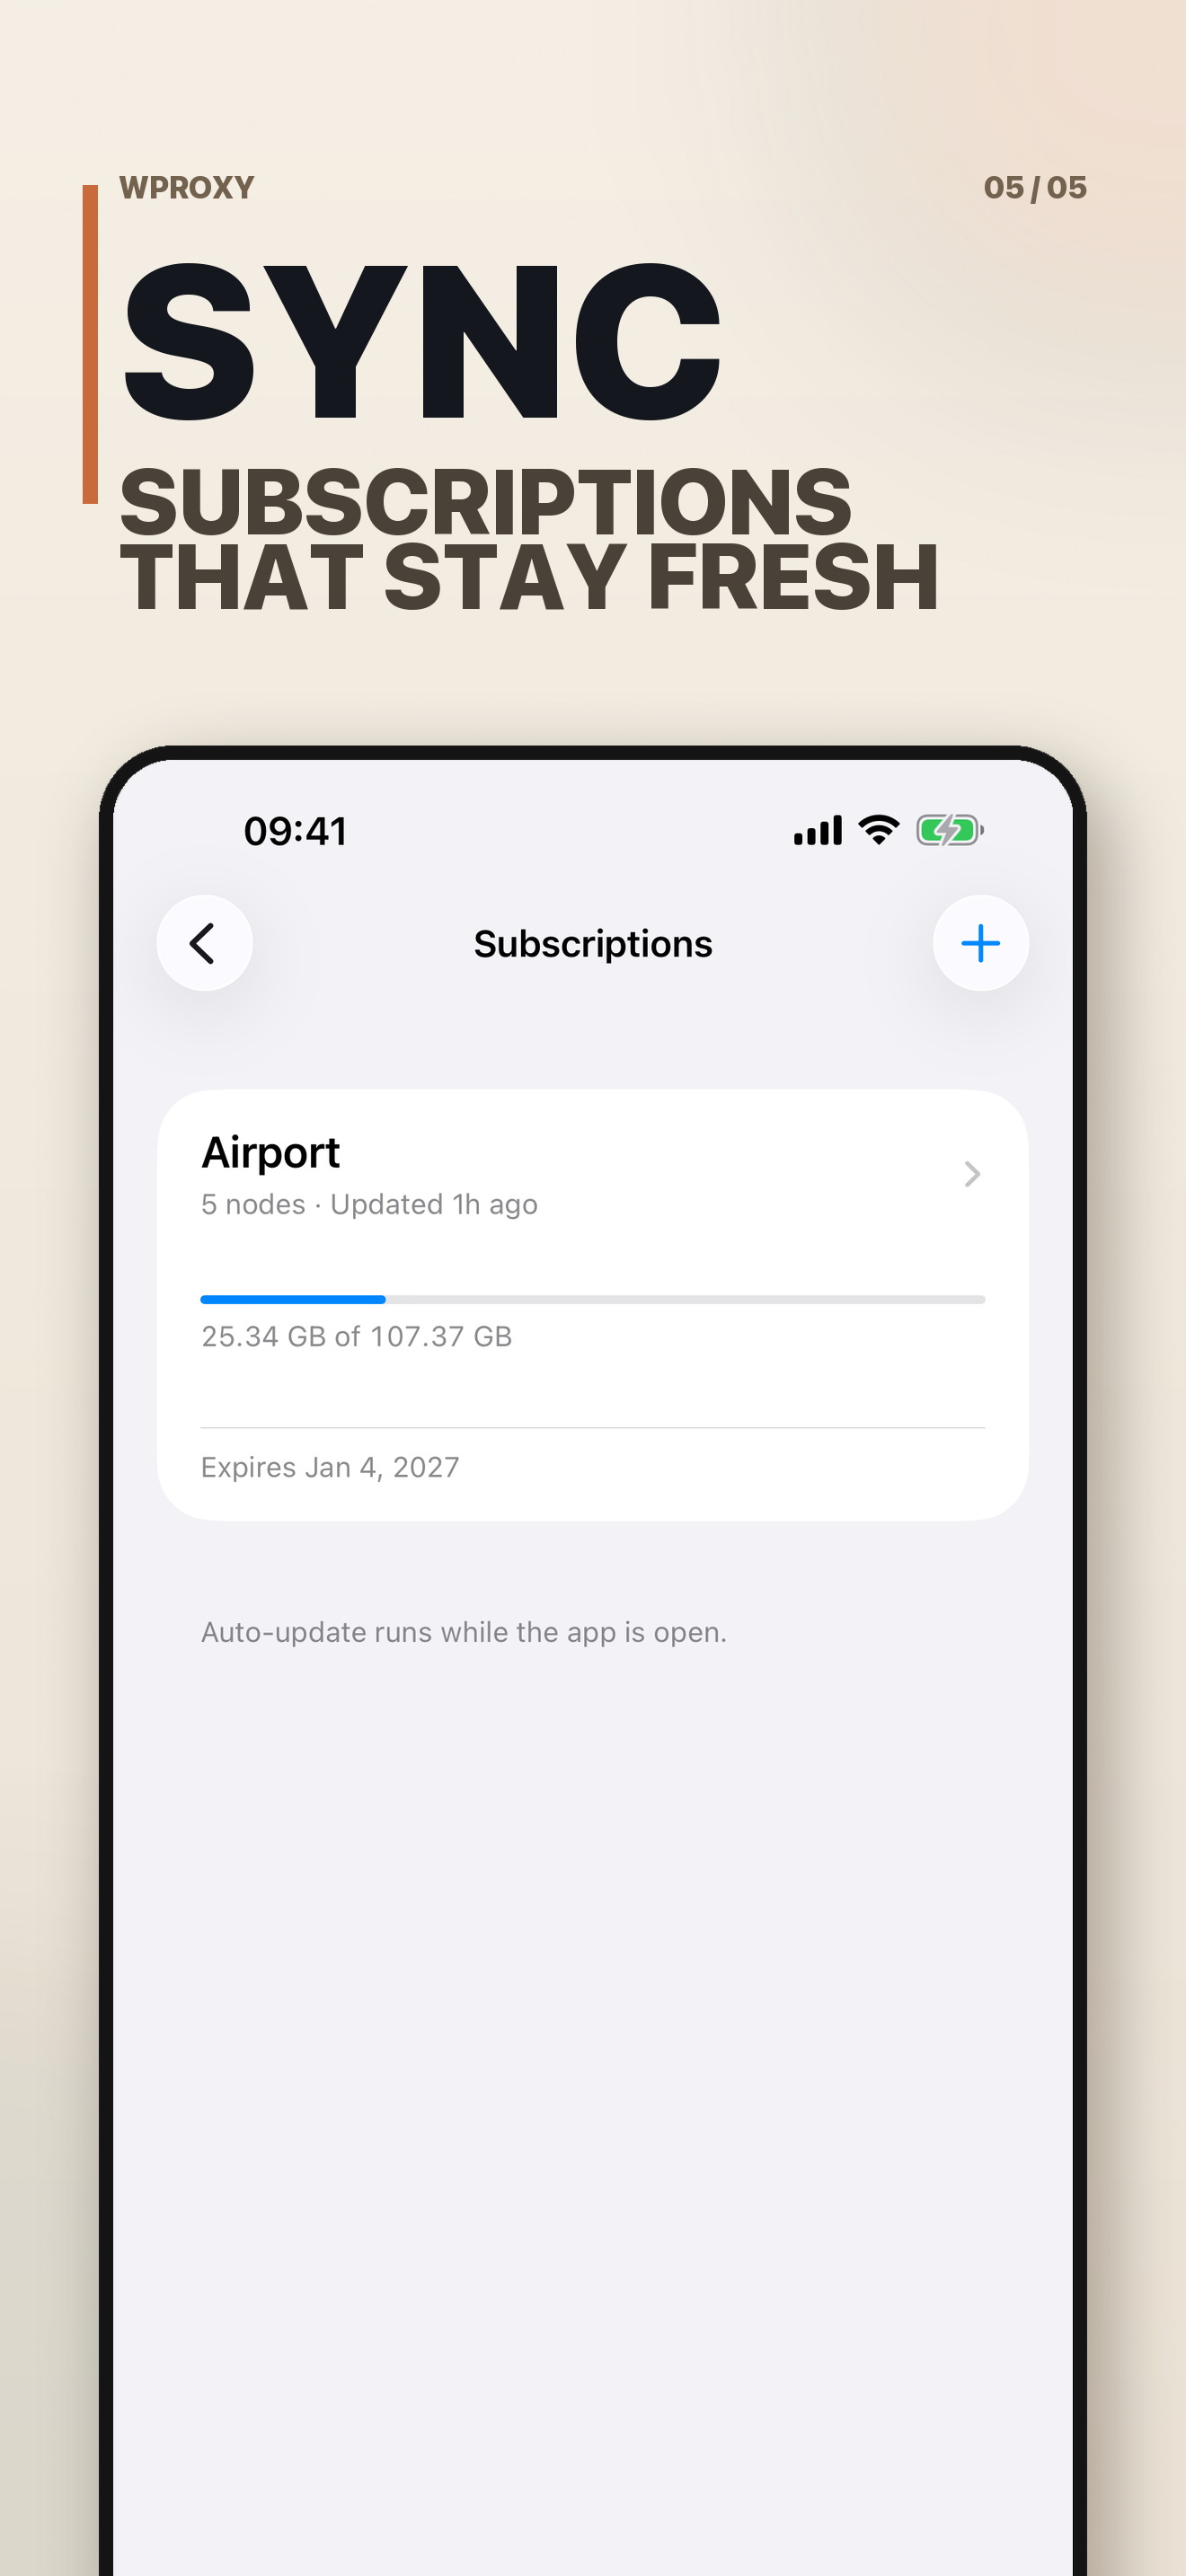 WPROXY
05 / 05
SYNC
SUBSCRIPTIONS
THAT STAY FRESH
09:41
Subscriptions
Airport
5 nodes · Updated 1h ago
25.34 GB of 107.37 GB
Expires Jan 4, 2027
Auto-update runs while the app is open.